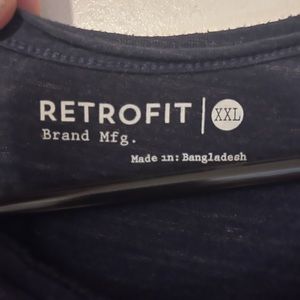 RETROFIT | XXL
Brand Mfg.
Made in: Bangladesh